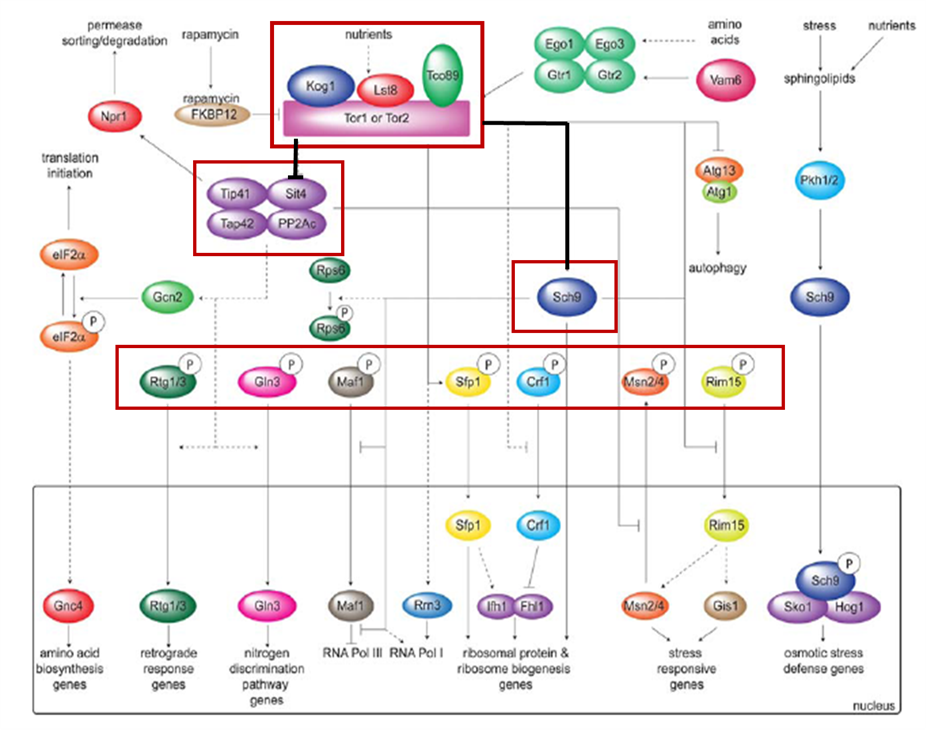 permease
sorting/degradation
rapamycin
nutrients
amino
acids
stress
nutrients
Ego1
Ego3
Gtr1
Gtr2
Vam6
sphingolipids
Kog1
Lst8
Tco89
Tor1 or Tor2
rapamycin
FKBP12
Npr1
translation
initiation
Tip41
Sit4
Tap42
PP2Ac
Atg13
Atg1
Pkh1/2
autophagy
eIF2α
Gcn2
Rps6
Sch9
Sch9
eIF2α
P
Rps6
P
Rtg1/3
P
Gln3
P
Maf1
P
Sfp1
P
Crf1
P
Msn2/4
P
Rim15
P
Sfp1
Crf1
Rim15
Gnc4
Rtg1/3
Gln3
Maf1
Rrn3
Ifh1
Fhl1
Msn2/4
Gis1
Sch9
P
Sko1
Hog1
amino acid
biosynthesis
genes
retrograde
response
genes
nitrogen
discrimination
pathway
genes
RNA Pol III
RNA Pol I
ribosomal protein &
ribosome biogenesis
genes
stress
responsive
genes
osmotic stress
defense genes
nucleus